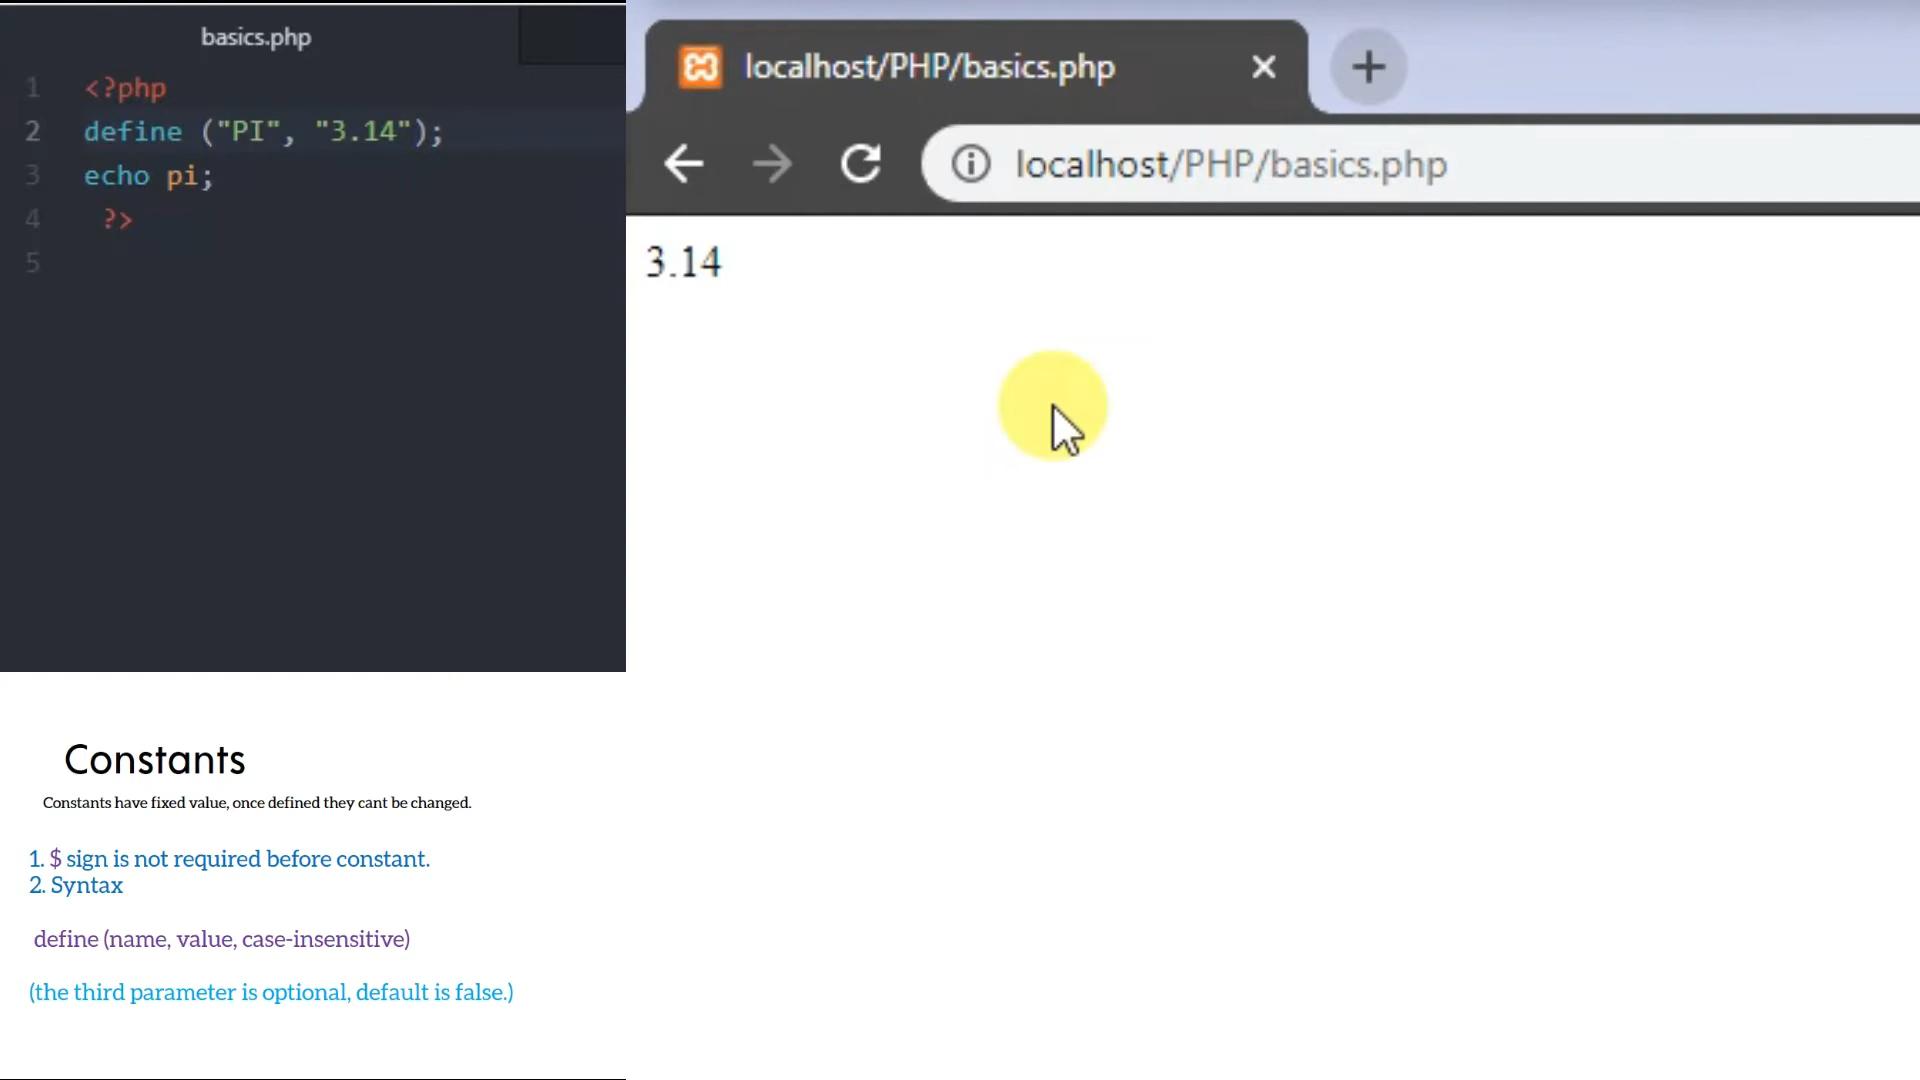 basics.php
1 <?php
2 define ("PI", "3.14");
3 echo pi;
4 ?>
5
localhost/PHP/basics.php
localhost/PHP/basics.php
3.14
Constants
Constants have fixed value, once defined they cant be changed.
1. $ sign is not required before constant.
2. Syntax
define (name, value, case-insensitive)
(the third parameter is optional, default is false.)